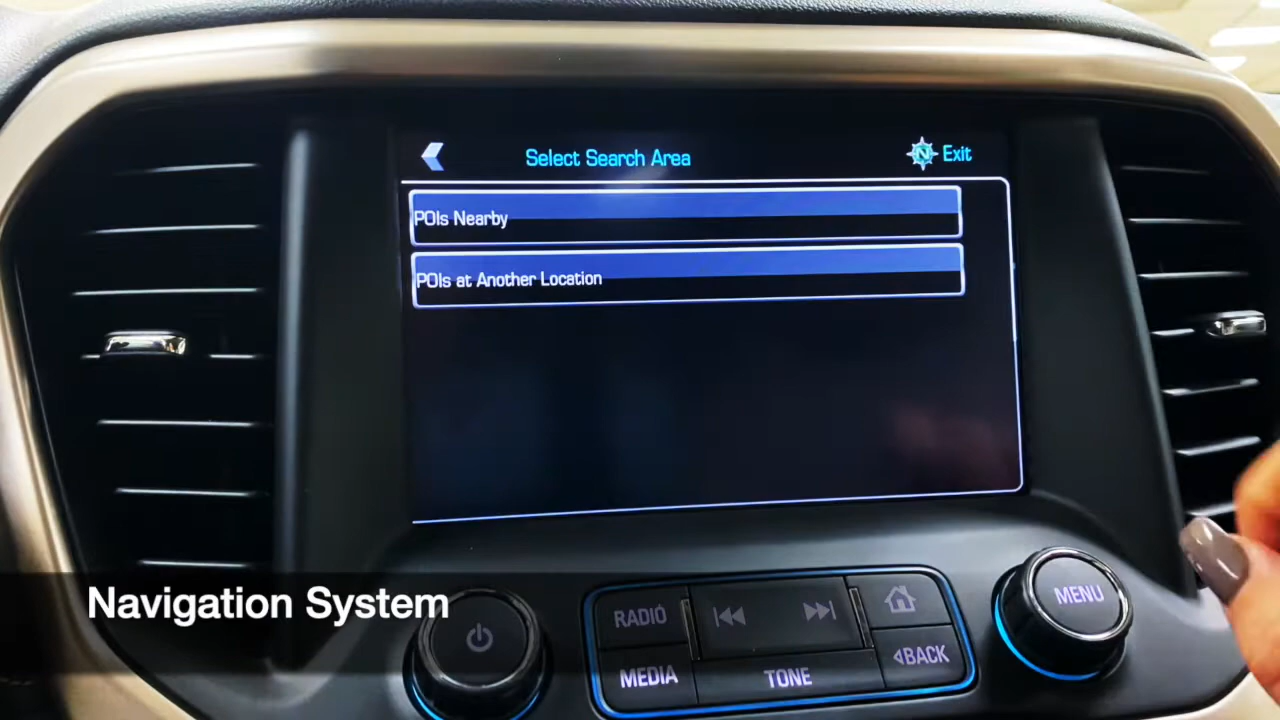 Select Search Area
N Exit
POIs Nearby
POIs at Another Location
Navigation System
RADIO
MENU
MEDIA
TONE
BACK